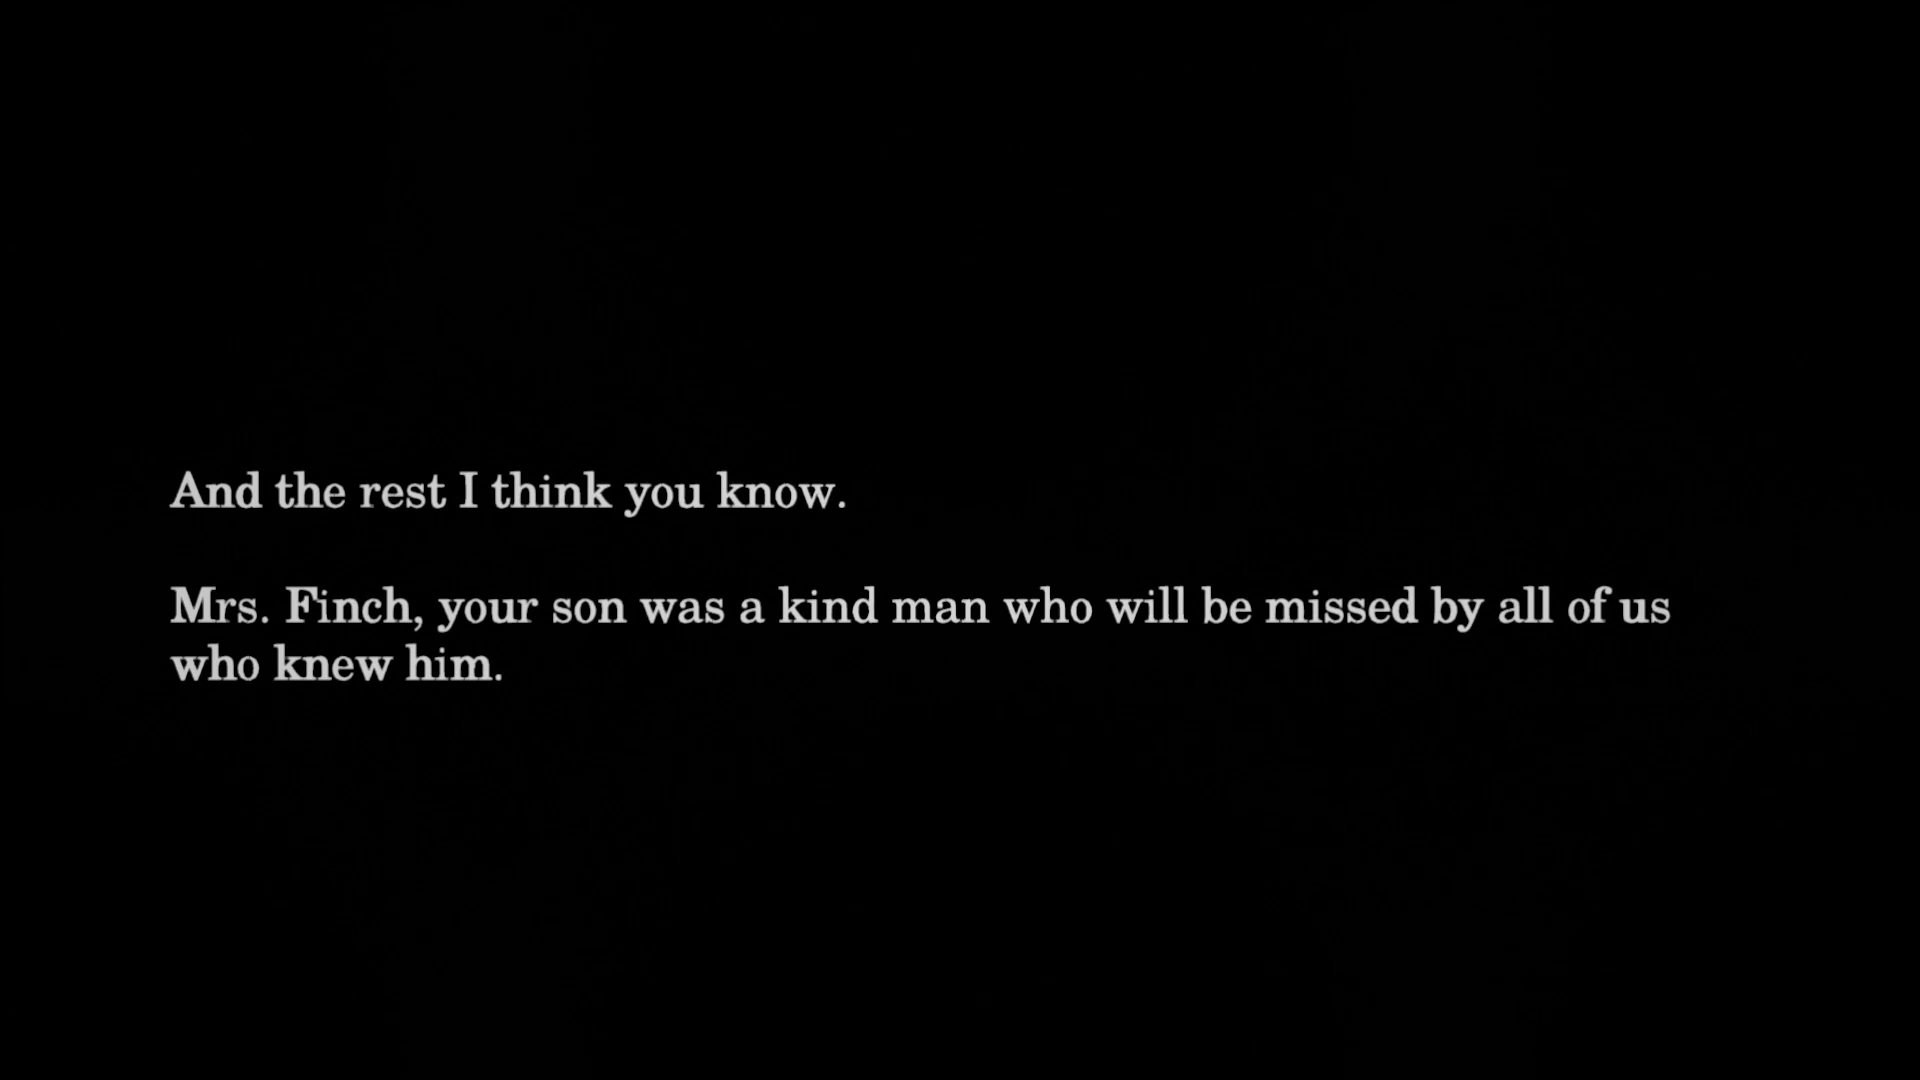 And the rest I think you know.
Mrs. Finch, your son was a kind man who will be missed by all of us
who knew him.